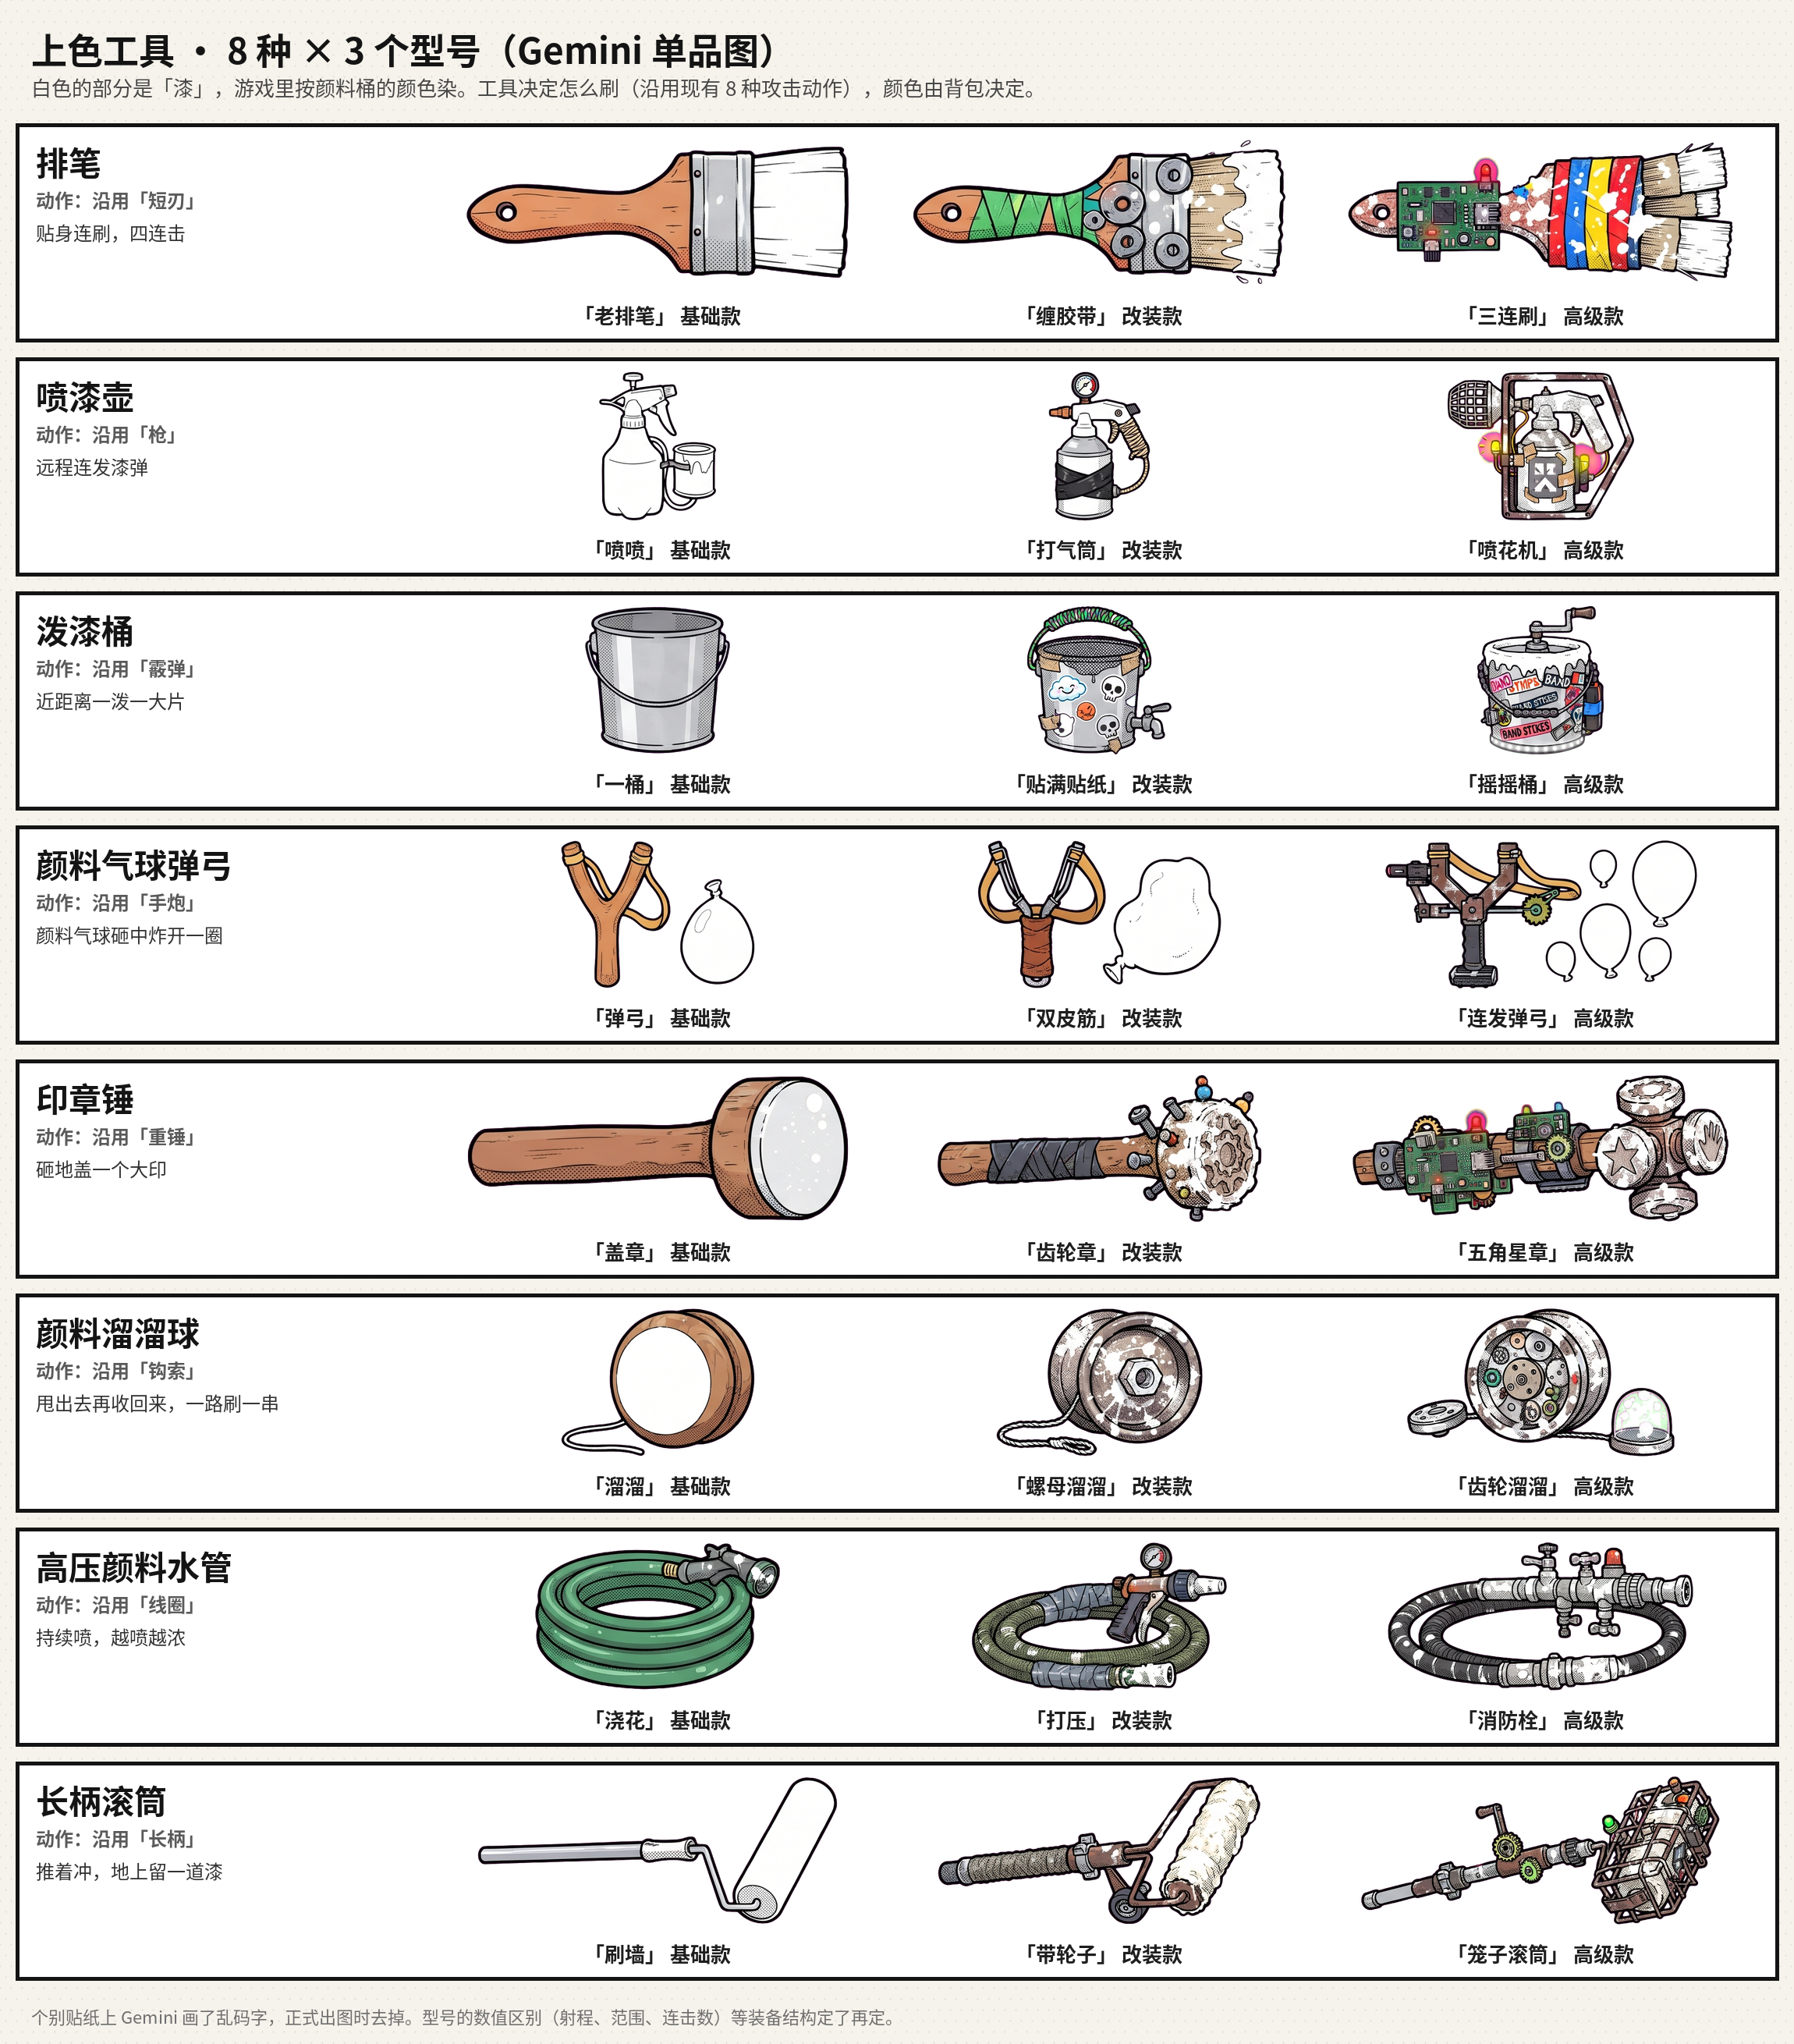 上色工具 · 8 种 × 3 个型号（Gemini 单品图）
白色的部分是「漆」，游戏里按颜料桶的颜色染。工具决定怎么刷（沿用现有 8 种攻击动作），颜色由背包决定。
排笔
动作：沿用「短刃」
贴身连刷，四连击
「老排笔」 基础款
「缠胶带」 改装款
「三连刷」 高级款
喷漆壶
动作：沿用「枪」
远程连发漆弹
「喷喷」 基础款
「打气筒」 改装款
「喷花机」 高级款
泼漆桶
动作：沿用「霰弹」
近距离一泼一大片
BAND
BAND STIKES
「一桶」 基础款
「贴满贴纸」 改装款
「摇摇桶」 高级款
颜料气球弹弓
动作：沿用「手炮」
颜料气球砸中炸开一圈
「弹弓」 基础款
「双皮筋」 改装款
「连发弹弓」 高级款
印章锤
动作：沿用「重锤」
砸地盖一个大印
「盖章」 基础款
「齿轮章」 改装款
「五角星章」 高级款
颜料溜溜球
动作：沿用「钩索」
甩出去再收回来，一路刷一串
「溜溜」 基础款
「螺母溜溜」 改装款
「齿轮溜溜」 高级款
高压颜料水管
动作：沿用「线圈」
持续喷，越喷越浓
「浇花」 基础款
「打压」 改装款
「消防栓」 高级款
长柄滚筒
动作：沿用「长柄」
推着冲，地上留一道漆
「刷墙」 基础款
「带轮子」 改装款
「笼子滚筒」 高级款
个别贴纸上 Gemini 画了乱码字，正式出图时去掉。型号的数值区别（射程、范围、连击数）等装备结构定了再定。